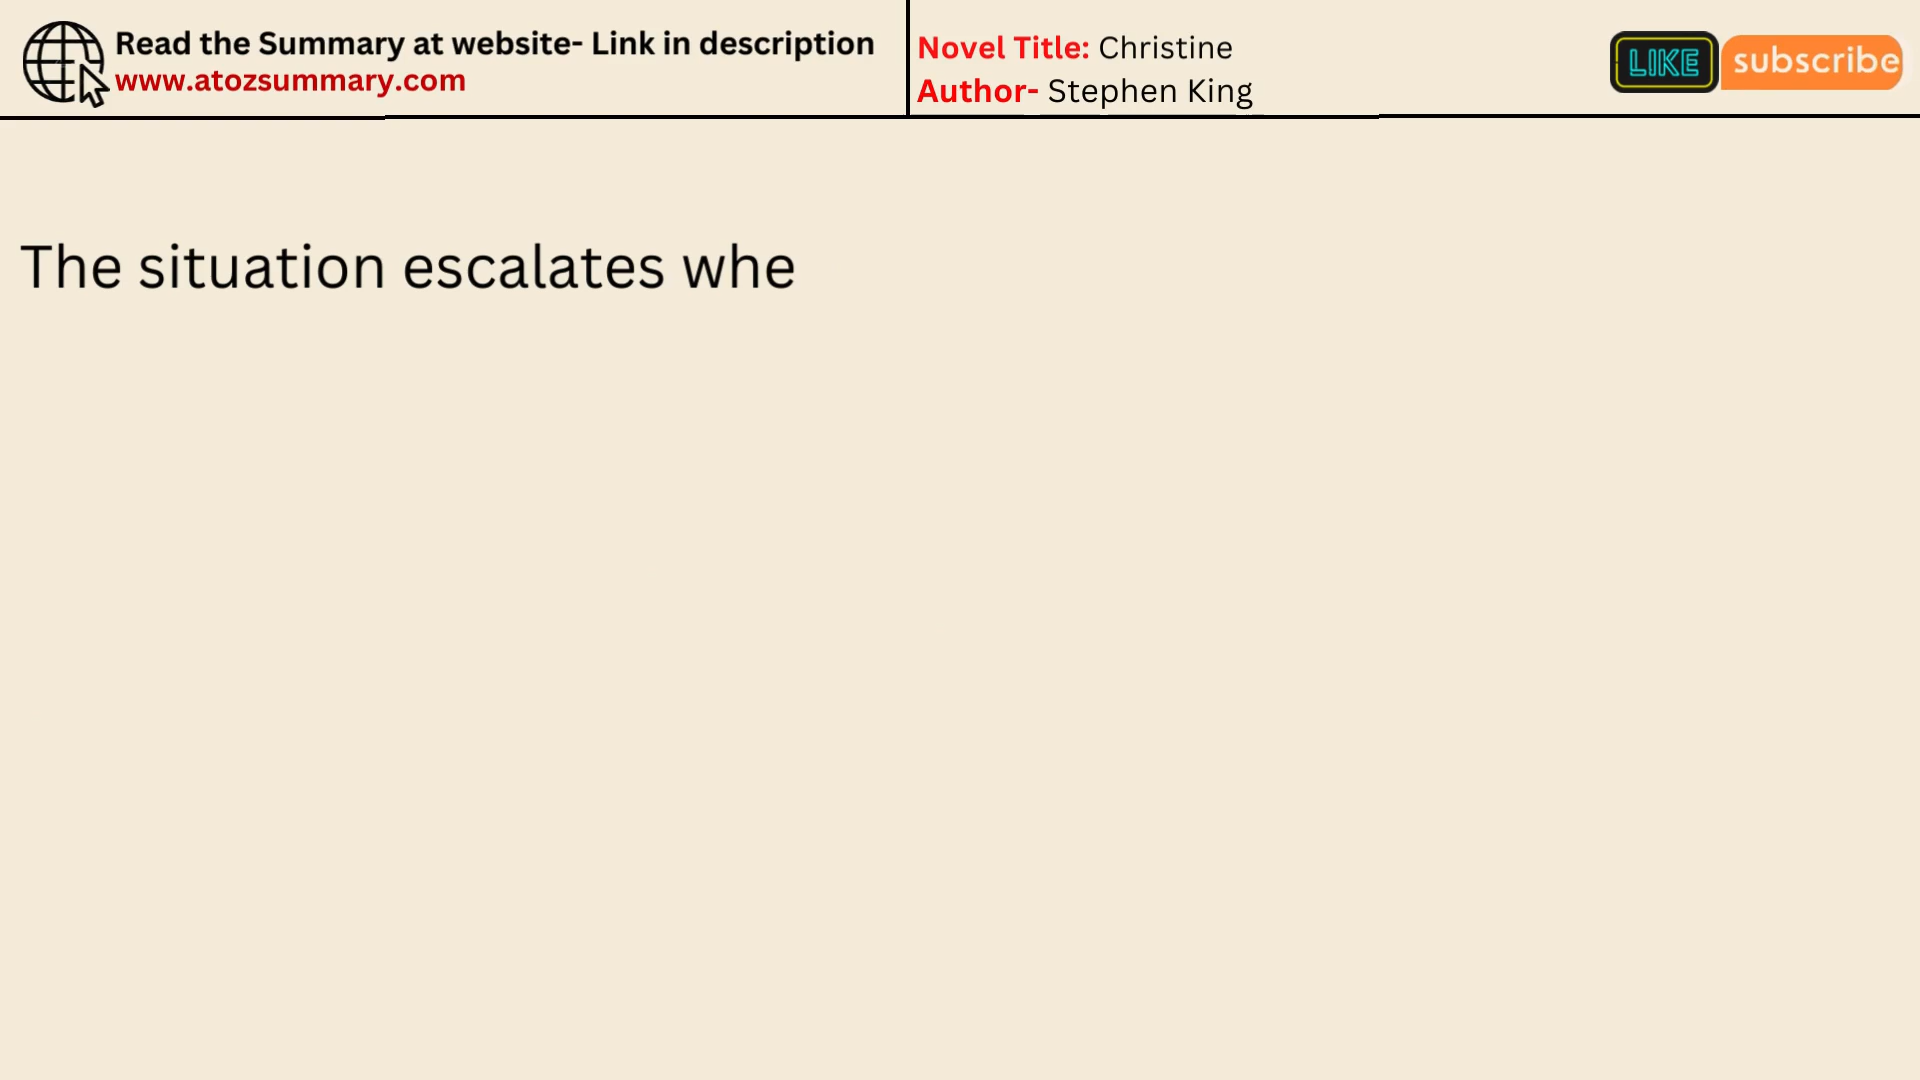 Read the Summary at website- Link in description
www.atozsummary.com
Novel Title: Christine
Author- Stephen King
LIKE
subscribe
The situation escalates whe